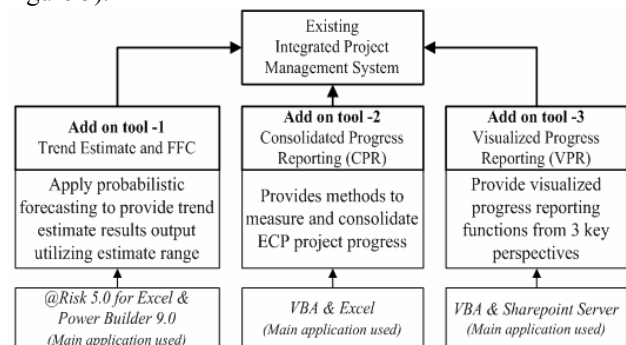 Existing
Integrated Project
Management System
Add on tool -1
Trend Estimate and FFC
Apply probabilistic
forecasting to provide trend
estimate results output
utilizing estimate range
@Risk 5.0 for Excel &
Power Builder 9.0
(Main application used)
Add on tool -2
Consolidated Progress
Reporting (CPR)
Provides methods to
measure and consolidate
ECP project progress
VBA & Excel
(Main application used)
Add on tool -3
Visualized Progress
Reporting (VPR)
Provide visualized
progress reporting
functions from 3 key
perspectives
VBA & Sharepoint Server
(Main application used)